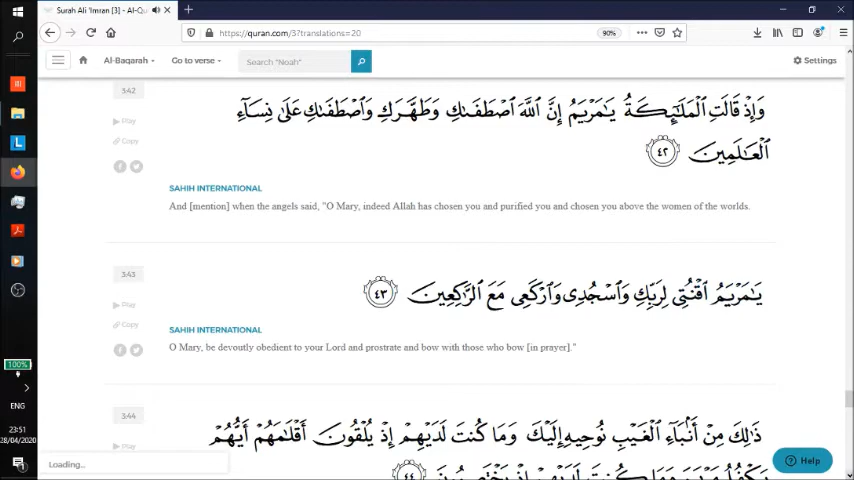 Surah Ali 'Imran [3] - Al-Qu
https://quran.com/3?translations=20
90%
Al-Baqarah
Go to verse
Search "Noah"
Settings
3:42
وَإِذْ قَالَتِ ٱلْمَلَـٰٓئِكَةُ يَـٰمَرْيَمُ إِنَّ ٱللَّهَ ٱصْطَفَىٰكِ وَطَهَّرَكِ وَٱصْطَفَىٰكِ عَلَىٰ نِسَآءِ
ٱلْعَـٰلَمِينَ ٤٢
Play
Copy
SAHIH INTERNATIONAL
And [mention] when the angels said, "O Mary, indeed Allah has chosen you and purified you and chosen you above the women of the worlds.
3:43
يَـٰمَرْيَمُ ٱقْنُتِى لِرَبِّكِ وَٱسْجُدِى وَٱرْكَعِى مَعَ ٱلرَّٰكِعِينَ ٤٣
Play
Copy
SAHIH INTERNATIONAL
O Mary, be devoutly obedient to your Lord and prostrate and bow with those who bow [in prayer]."
3:44
ذَٰلِكَ مِنْ أَنۢبَآءِ ٱلْغَيْبِ نُوحِيهِ إِلَيْكَ وَمَا كُنتَ لَدَيْهِمْ إِذْ يُلْقُونَ أَقْلَـٰمَهُمْ أَيُّهُمْ
Play
Loading...
Help
100%
ENG
23:51
28/04/2020